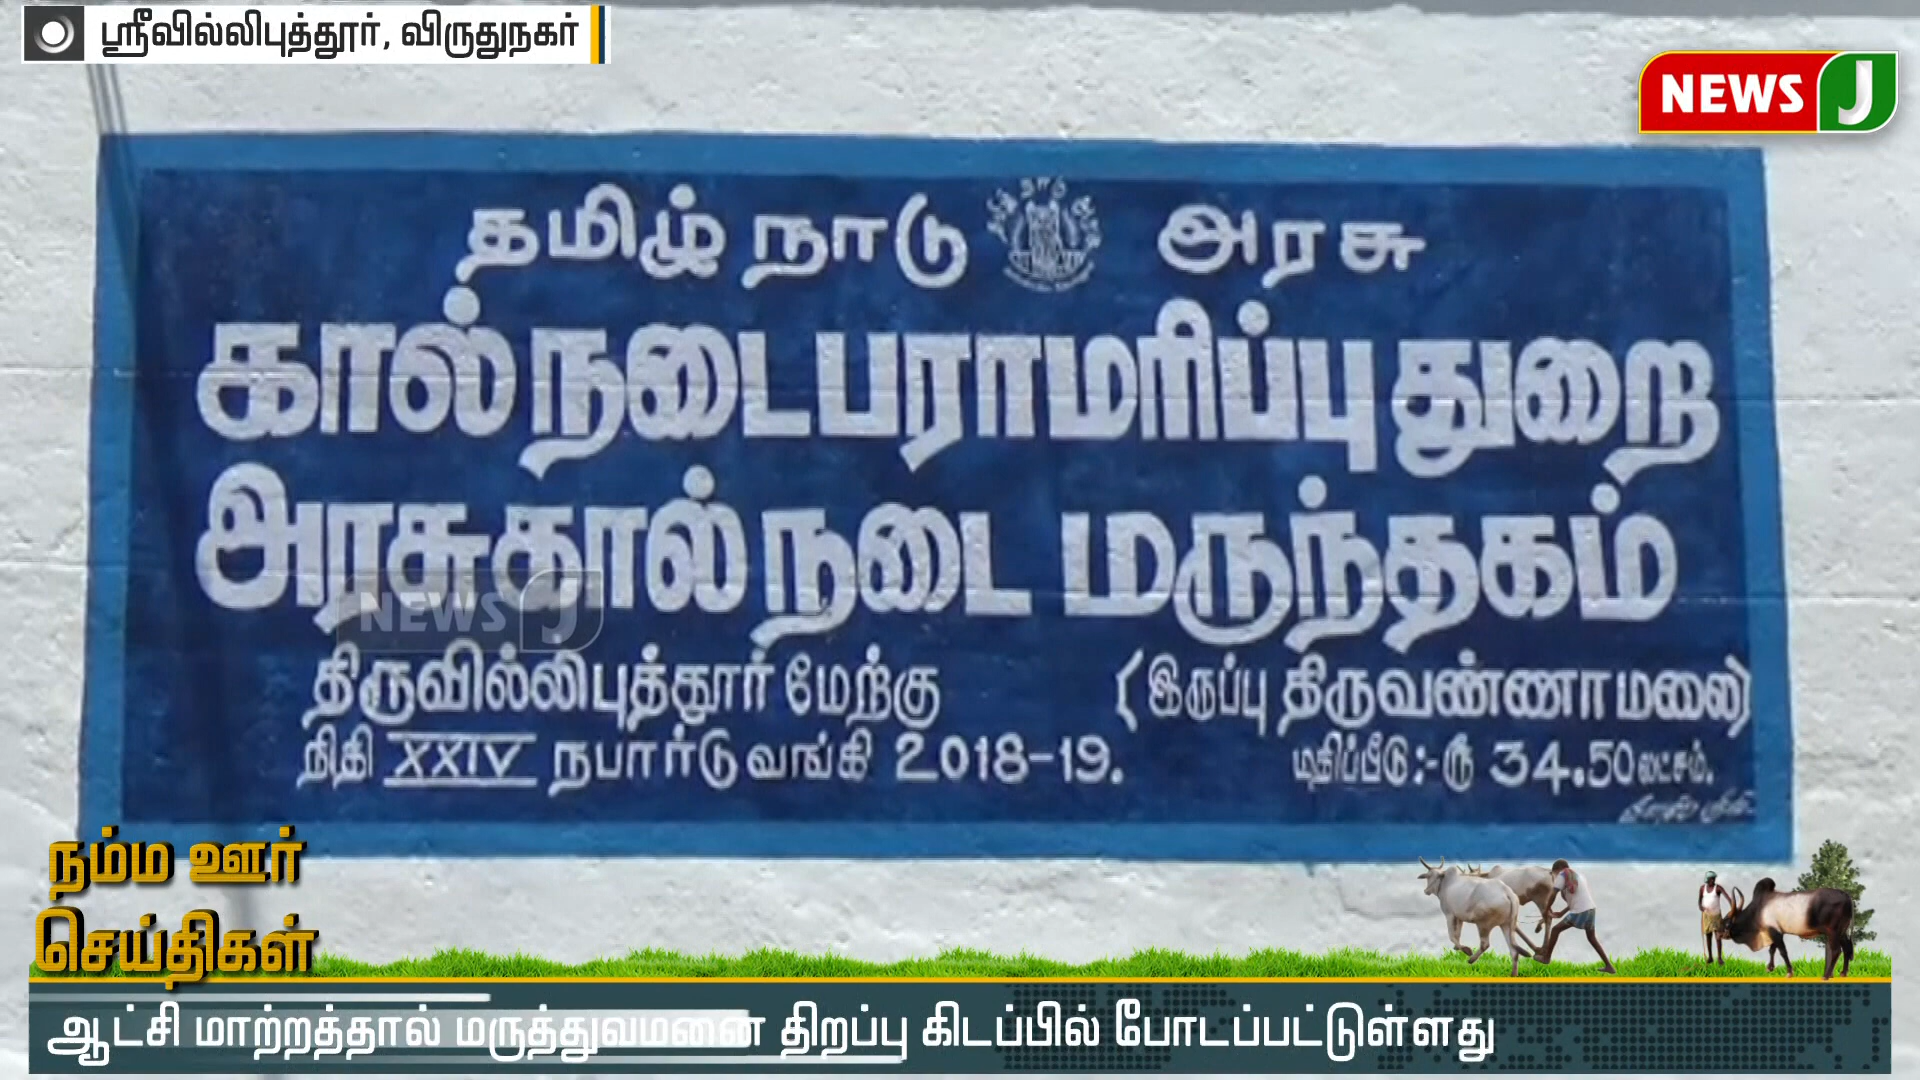 ஸ்ரீவில்லிபுத்தூர், விருதுநகர்
NEWS J
தமிழ் நாடு அரசு
கால்நடை பராமரிப்பு துறை
அரசு கால்நடை மருந்தகம்
NEWS J
திருவில்லிபுத்தூர் மேற்கு (இருப்பு திருவண்ணாமலை)
நிதி XXIV நபார்டு வங்கி 2018-19. மதிப்பீடு :- ரூ 34.50 லட்சம்.
நம்ம ஊர்
செய்திகள்
ஆட்சி மாற்றத்தால் மருத்துவமனை திறப்பு கிடப்பில் போடப்பட்டுள்ளது